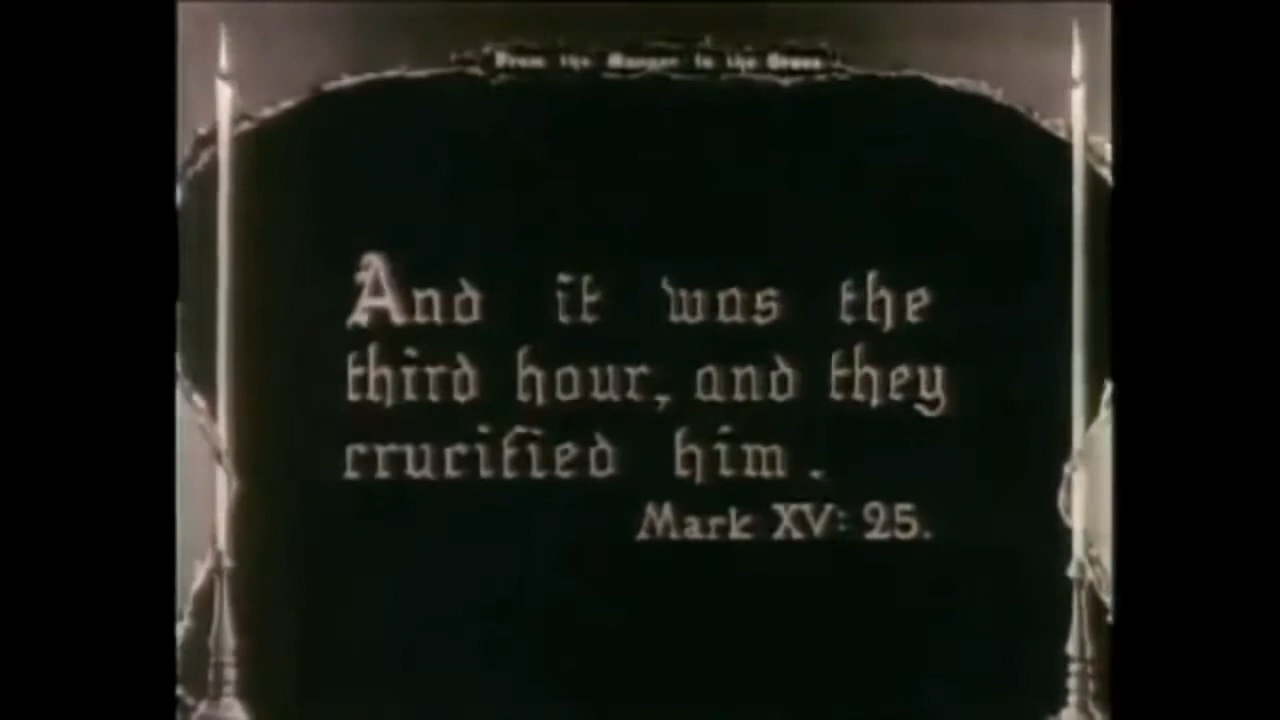 From the Manger to the Cross
And it was the
third hour, and they
crucified him.
Mark XV: 25.